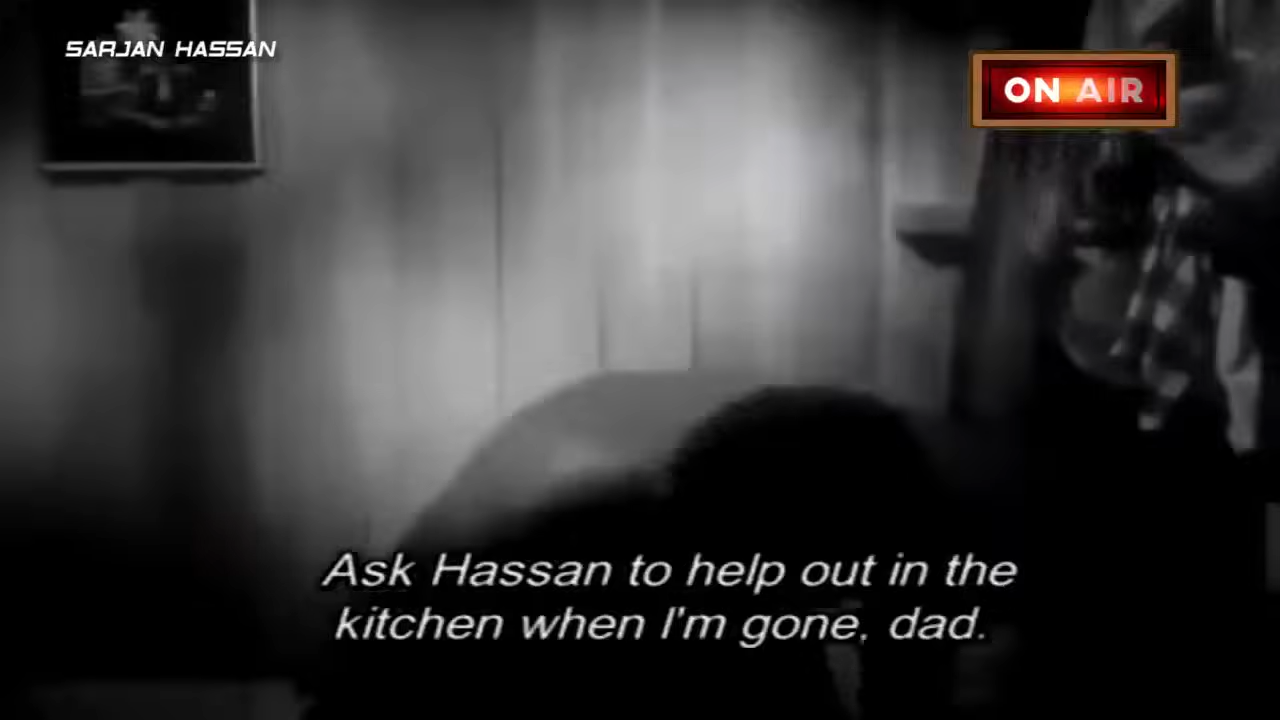 SARJAN HASSAN
ON AIR
Ask Hassan to help out in the
kitchen when I'm gone, dad.